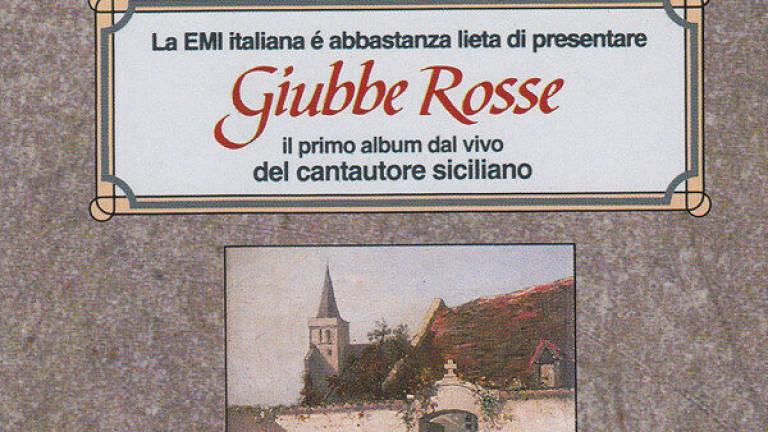 La EMI italiana é abbastanza lieta di presentare
Giubbe Rosse
il primo album dal vivo
del cantautore siciliano